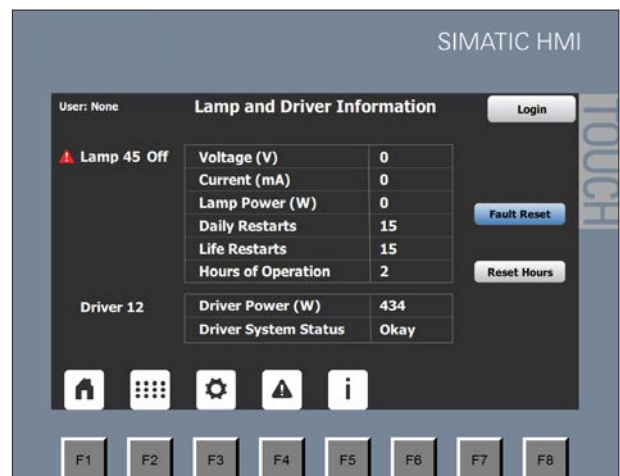 SIMATIC HMI
TOUCH
User: None
Lamp and Driver Information
Login
Lamp 45 Off
Voltage (V) 0
Current (mA) 0
Lamp Power (W) 0
Daily Restarts 15
Life Restarts 15
Hours of Operation 2
Fault Reset
Reset Hours
Driver 12
Driver Power (W) 434
Driver System Status Okay
i
F1 F2 F3 F4 F5 F6 F7 F8